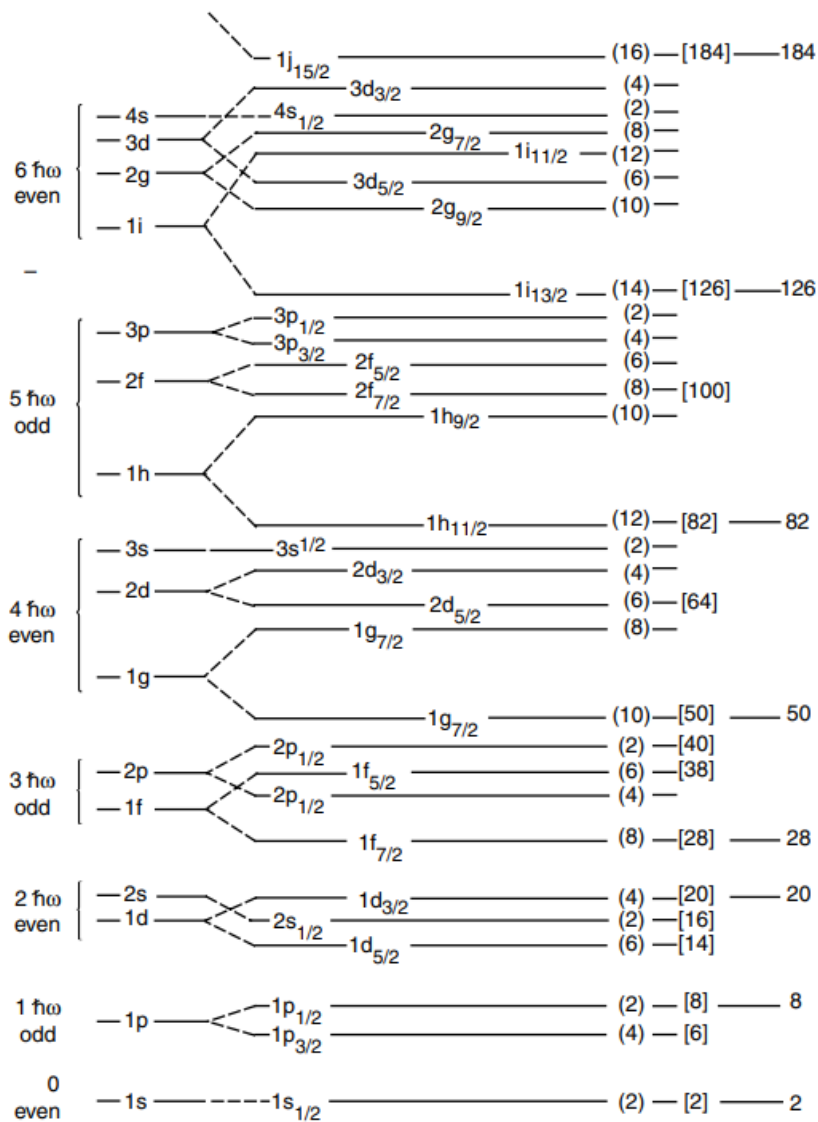 1j15/2 (16) [184] 184
3d3/2 (4)
4s 4s1/2 (2)
3d 2g7/2 (8)
6 ħω 2g 1i11/2 (12)
even 3d5/2 (6)
2g9/2 (10)
1i
–
1i13/2 (14) [126] 126
3p1/2 (2)
3p 3p3/2 (4)
2f5/2 (6)
2f 2f7/2 (8) [100]
5 ħω 1h9/2 (10)
odd
1h
1h11/2 (12) [82] 82
3s 3s1/2 (2)
2d3/2 (4)
2d 2d5/2 (6) [64]
4 ħω 1g7/2 (8)
even
1g
1g7/2 (10) [50] 50
2p1/2 (2) [40]
3 ħω 2p 1f5/2 (6) [38]
odd 1f 2p1/2 (4)
1f7/2 (8) [28] 28
2 ħω 2s 1d3/2 (4) [20] 20
even 1d 2s1/2 (2) [16]
1d5/2 (6) [14]
1 ħω 1p1/2 (2) [8] 8
odd 1p 1p3/2 (4) [6]
0
even 1s 1s1/2 (2) [2] 2